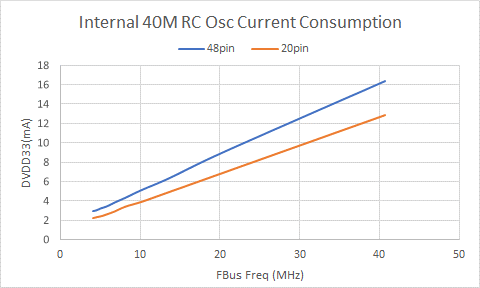 Internal 40M RC Osc Current Consumption
48pin 20pin
18
16
14
12
10
8
6
4
2
0
DVDD33(mA)
0 10 20 30 40 50
FBus Freq (MHz)